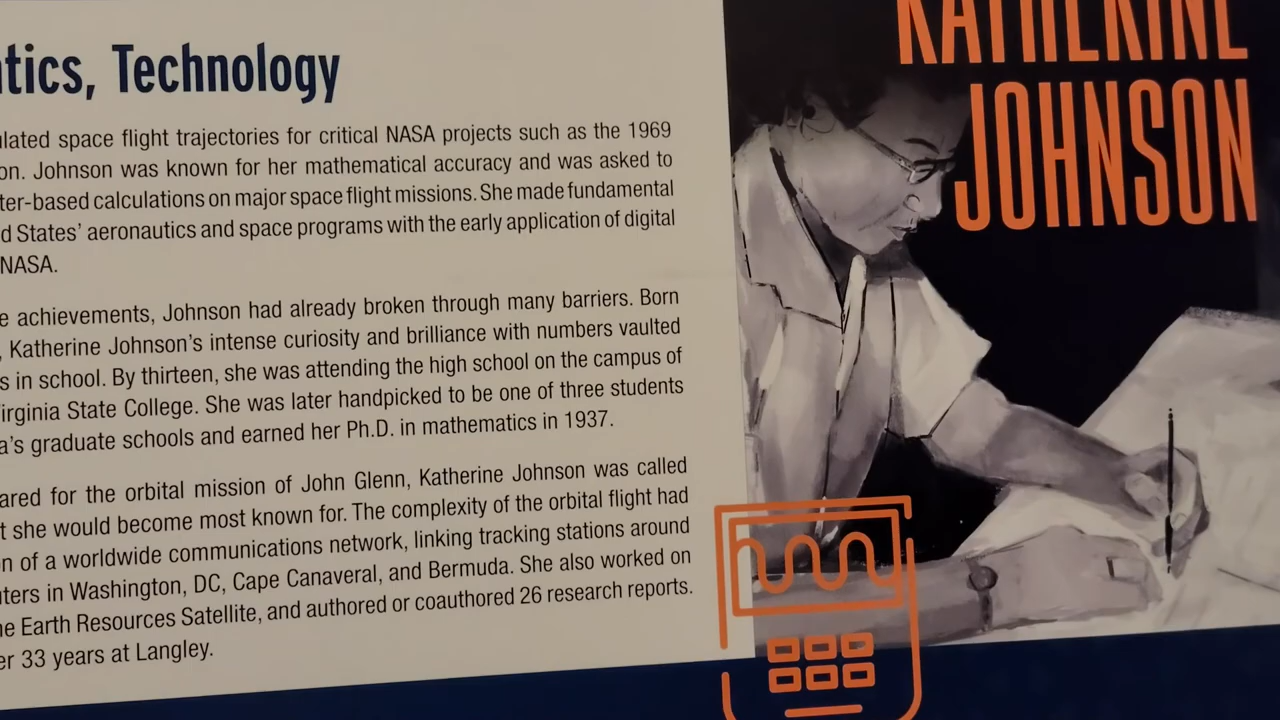 tics, Technology
ulated space flight trajectories for critical NASA projects such as the 1969
on. Johnson was known for her mathematical accuracy and was asked to
ter-based calculations on major space flight missions. She made fundamental
d States' aeronautics and space programs with the early application of digital
NASA.
e achievements, Johnson had already broken through many barriers. Born
, Katherine Johnson's intense curiosity and brilliance with numbers vaulted
s in school. By thirteen, she was attending the high school on the campus of
Virginia State College. She was later handpicked to be one of three students
a's graduate schools and earned her Ph.D. in mathematics in 1937.
ared for the orbital mission of John Glenn, Katherine Johnson was called
t she would become most known for. The complexity of the orbital flight had
n of a worldwide communications network, linking tracking stations around
uters in Washington, DC, Cape Canaveral, and Bermuda. She also worked on
he Earth Resources Satellite, and authored or coauthored 26 research reports.
er 33 years at Langley.
KATHERINE
JOHNSON